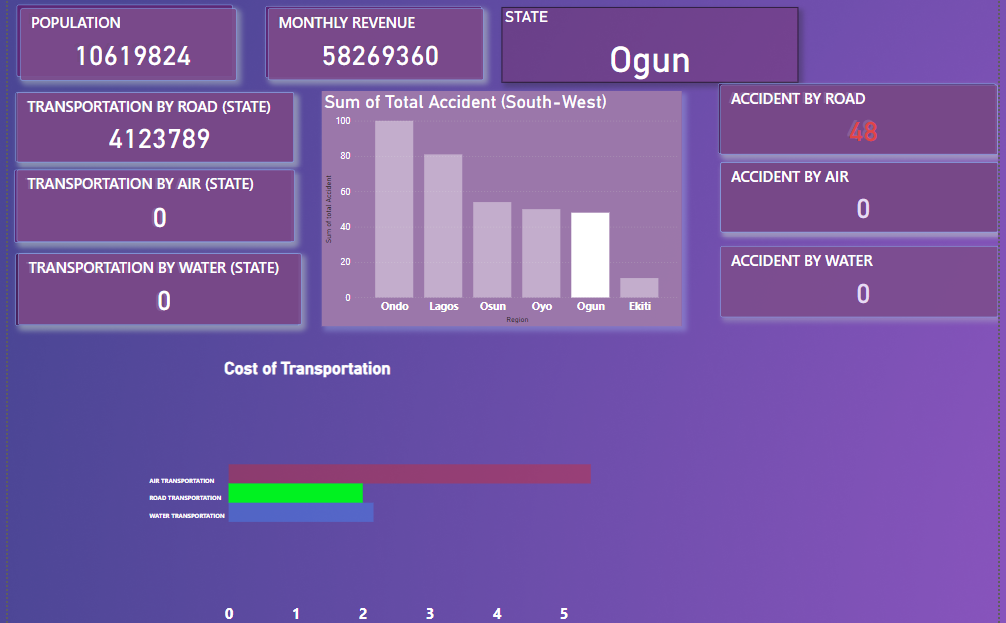 POPULATION
10619824
MONTHLY REVENUE
58269360
STATE
Ogun
TRANSPORTATION BY ROAD (STATE)
4123789
TRANSPORTATION BY AIR (STATE)
0
TRANSPORTATION BY WATER (STATE)
0
Sum of Total Accident (South-West)
Sum of total Accident
100
80
60
40
20
0
Ondo Lagos Osun Oyo Ogun Ekiti
Region
ACCIDENT BY ROAD
48
ACCIDENT BY AIR
0
ACCIDENT BY WATER
0
Cost of Transportation
AIR TRANSPORTATION
ROAD TRANSPORTATION
WATER TRANSPORTATION
0 1 2 3 4 5